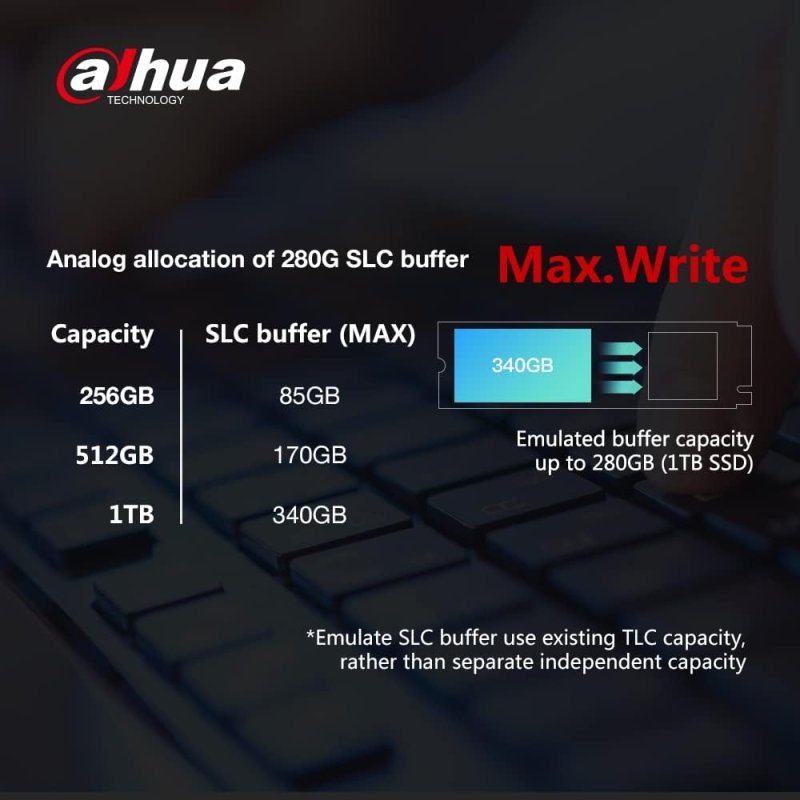 alhua
TECHNOLOGY
Analog allocation of 280G SLC buffer
Max.Write
Capacity
SLC buffer (MAX)
256GB
85GB
512GB
170GB
1TB
340GB
340GB
Emulated buffer capacity
up to 280GB (1TB SSD)
*Emulate SLC buffer use existing TLC capacity,
rather than separate independent capacity